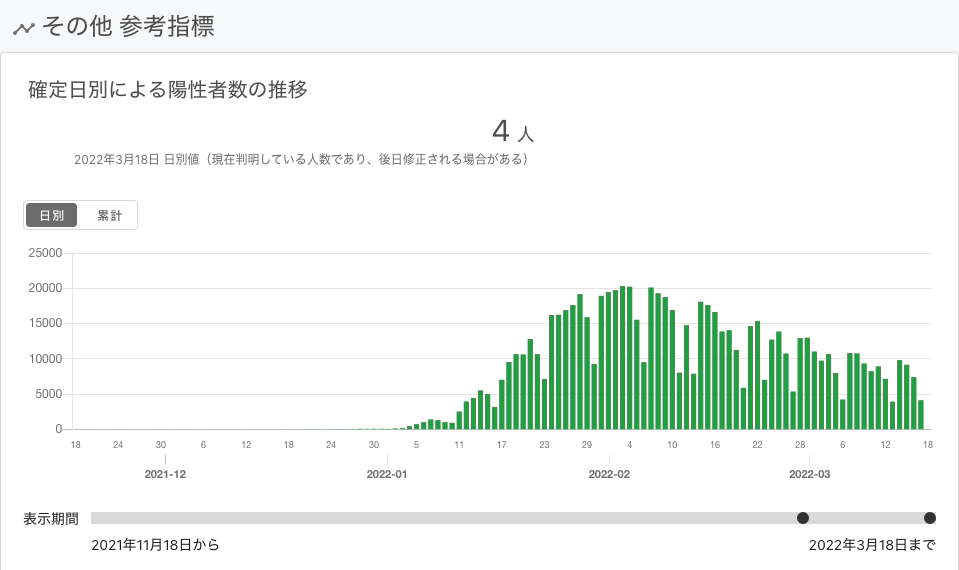 その他 参考指標
確定日別による陽性者数の推移
4 人
2022年3月18日 日別値（現在判明している人数であり、後日修正される場合がある）
日別 累計
25000
20000
15000
10000
5000
0
18 24 30 6 12 18 24 30 5 11 17 23 29 4 10 16 22 28 6 12 18
2021-12 2022-01 2022-02 2022-03
表示期間
2021年11月18日から 2022年3月18日まで